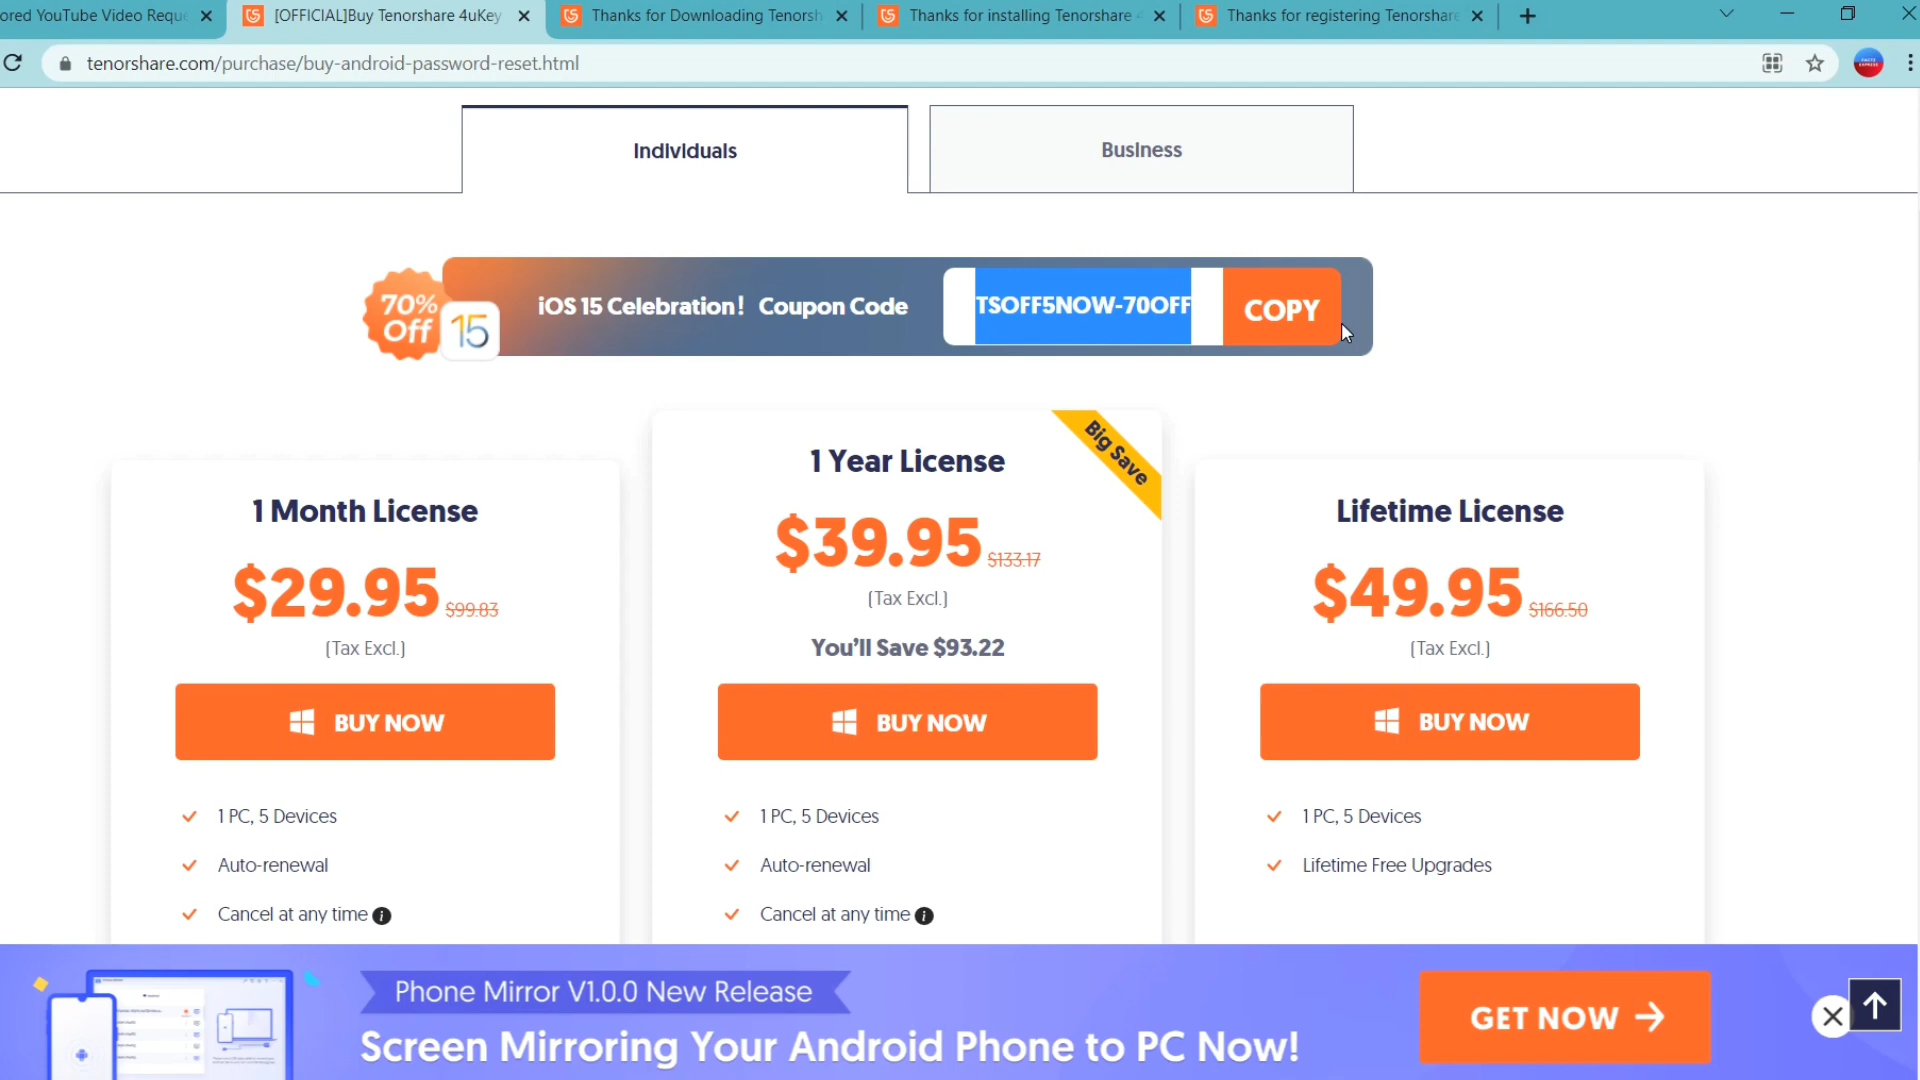 ored YouTube Video Reque
[OFFICIAL]Buy Tenorshare 4uKey
Thanks for Downloading Tenorsh
Thanks for installing Tenorshare 4
Thanks for registering Tenorshare
tenorshare.com/purchase/buy-android-password-reset.html
Individuals
Business
70% Off
15
iOS 15 Celebration! Coupon Code
TSOFF5NOW-70OFF
COPY
1 Month License
$29.95 $99.83
(Tax Excl.)
BUY NOW
1 PC, 5 Devices
Auto-renewal
Cancel at any time
Big Save
1 Year License
$39.95 $133.17
(Tax Excl.)
You'll Save $93.22
BUY NOW
1 PC, 5 Devices
Auto-renewal
Cancel at any time
Lifetime License
$49.95 $166.50
(Tax Excl.)
BUY NOW
1 PC, 5 Devices
Lifetime Free Upgrades
Phone Mirror V1.0.0 New Release
Screen Mirroring Your Android Phone to PC Now!
GET NOW